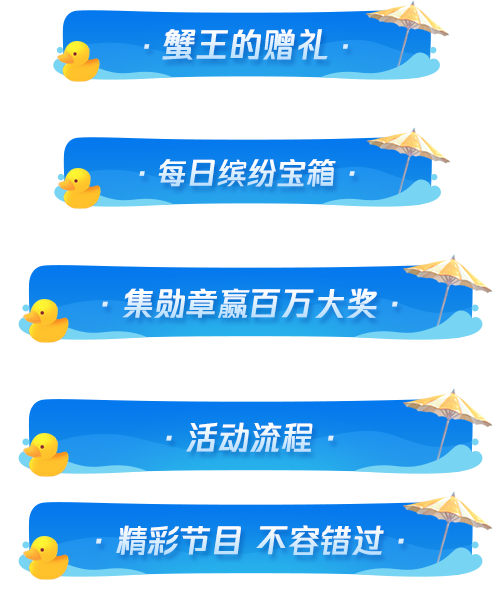 · 蟹王的赠礼 ·
· 每日缤纷宝箱 ·
· 集勋章赢百万大奖 ·
· 活动流程 ·
· 精彩节目 不容错过 ·